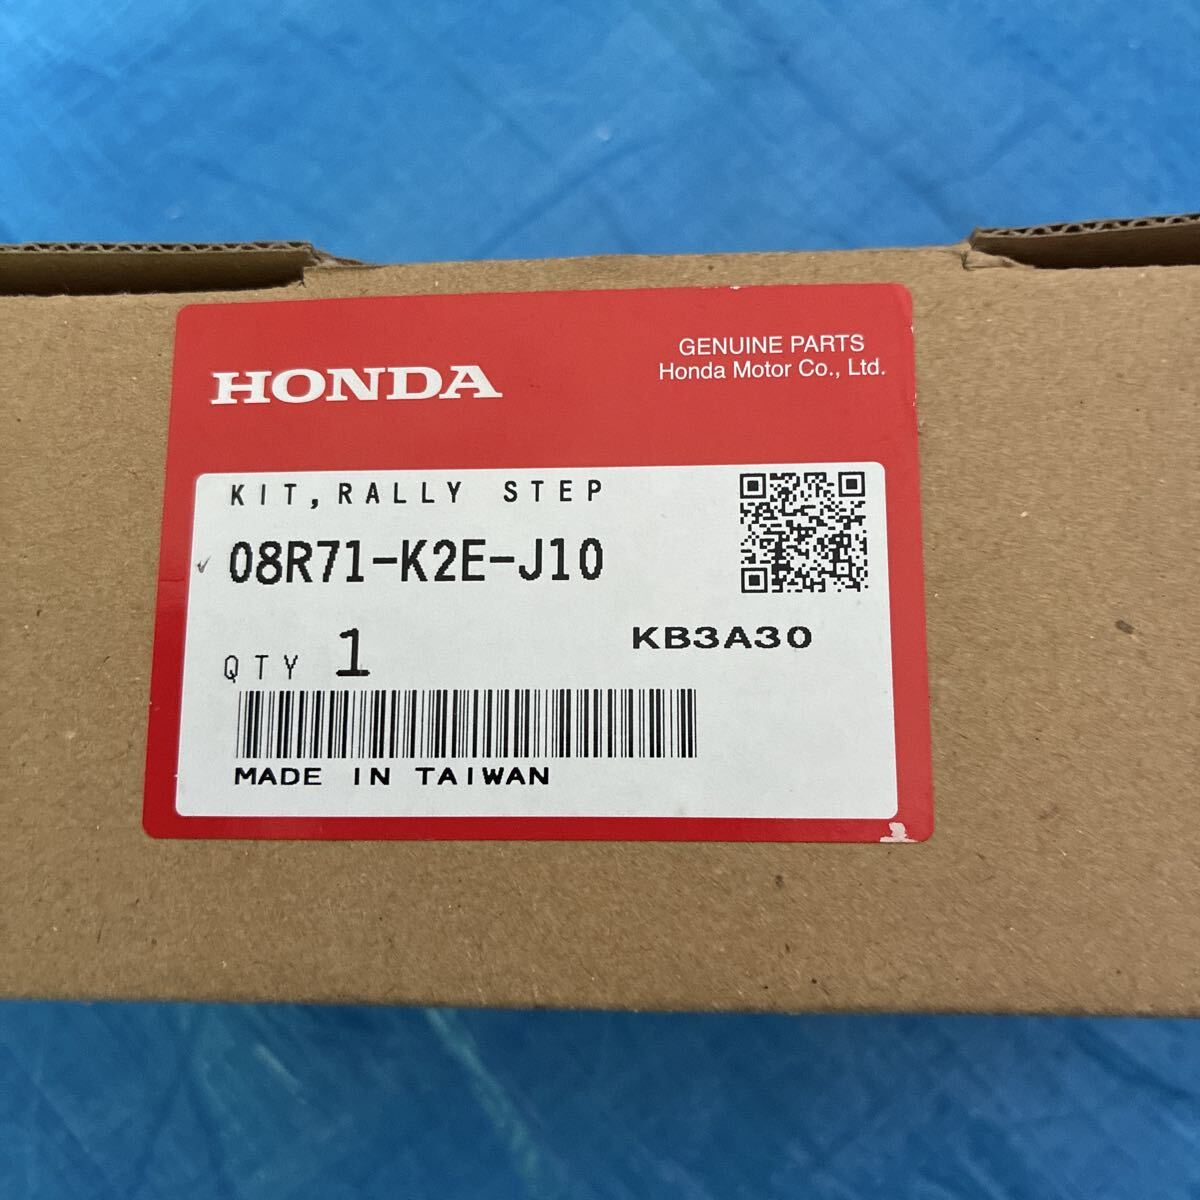 HONDA
GENUINE PARTS
Honda Motor Co., Ltd.
KIT,RALLY STEP
08R71-K2E-J10
QTY 1
KB3A30
MADE IN TAIWAN